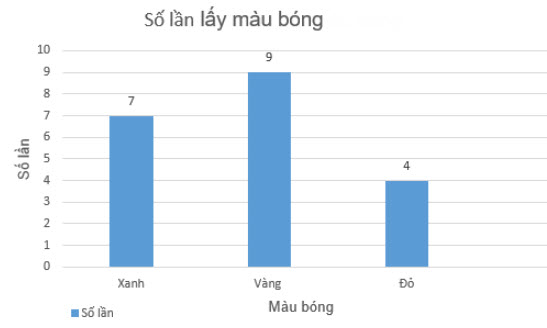 Số lần lấy màu bóng
10
9
8
7
6
5
4
3
2
1
0
Số lần
7
9
4
Xanh
Vàng
Đỏ
Màu bóng
Số lần